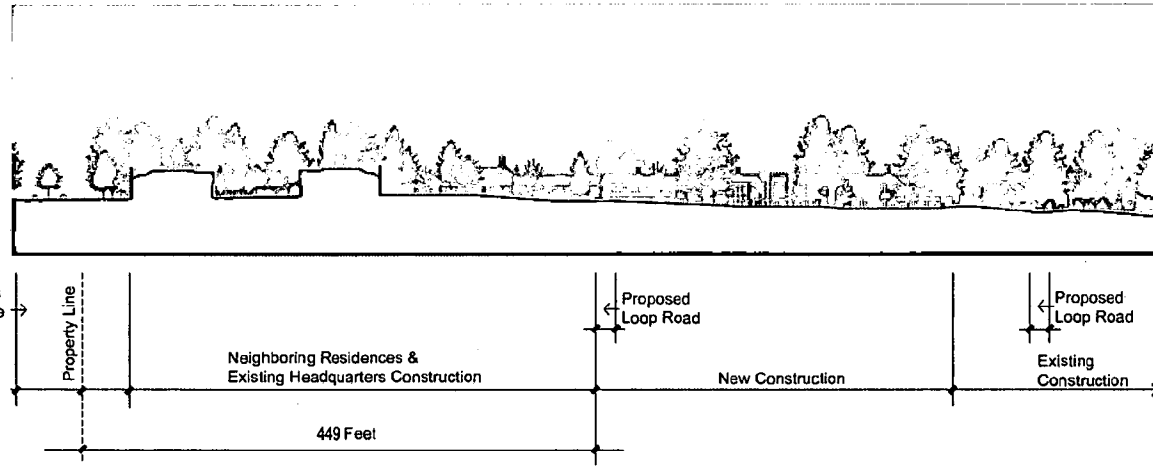 Property Line
Neighboring Residences &
Existing Headquarters Construction
Proposed
Loop Road
New Construction
Proposed
Loop Road
Existing
Construction
449 Feet